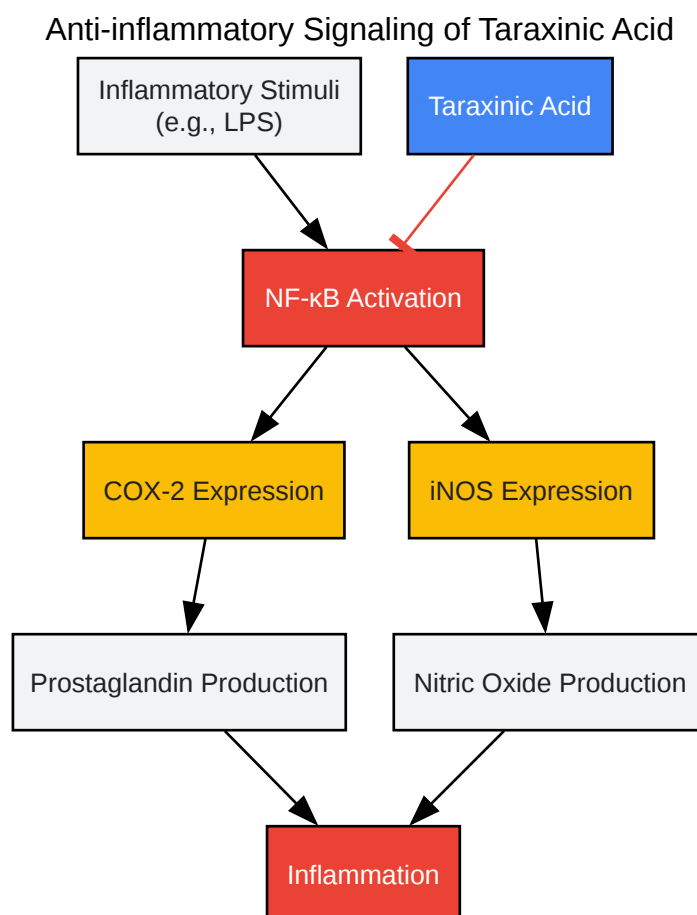 Anti-inflammatory Signaling of Taraxinic Acid
Inflammatory Stimuli
(e.g., LPS)
Taraxinic Acid
NF-κB Activation
COX-2 Expression
iNOS Expression
Prostaglandin Production
Nitric Oxide Production
Inflammation